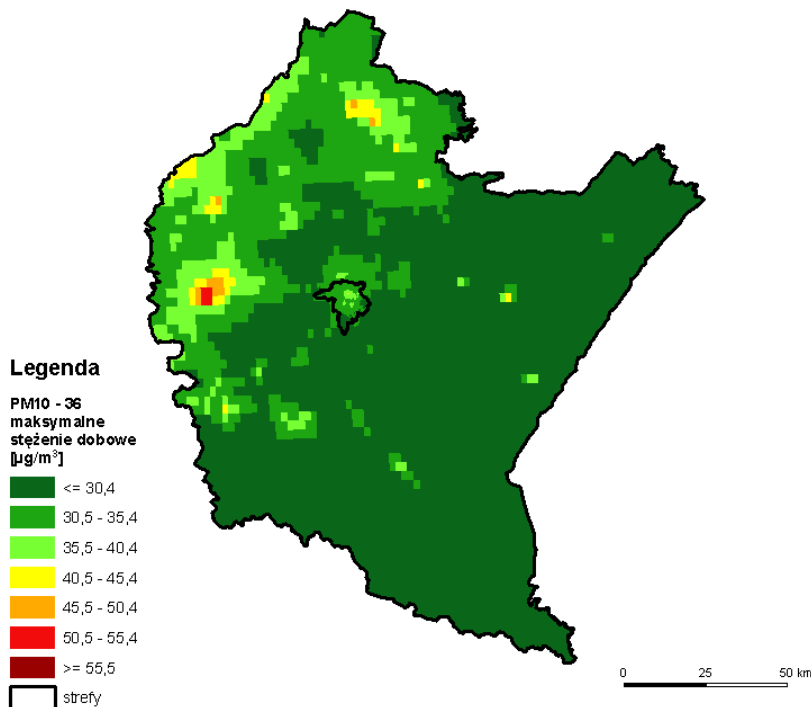 Legenda
PM10 - 36
maksymalne
stężenie dobowe
[µg/m³]
<= 30,4
30,5 - 35,4
35,5 - 40,4
40,5 - 45,4
45,5 - 50,4
50,5 - 55,4
>= 55,5
strefy
0 25 50 km